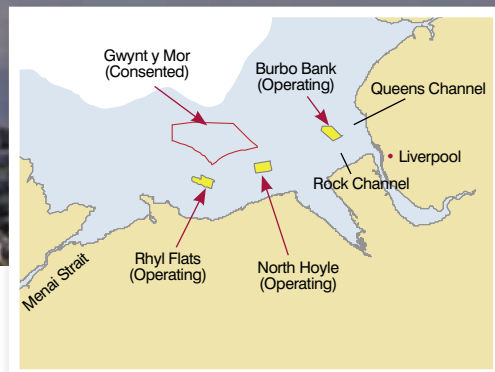 Gwynt y Mor
(Consented)
Burbo Bank
(Operating)
Queens Channel
Liverpool
Rock Channel
Rhyl Flats
(Operating)
North Hoyle
(Operating)
Menai Strait